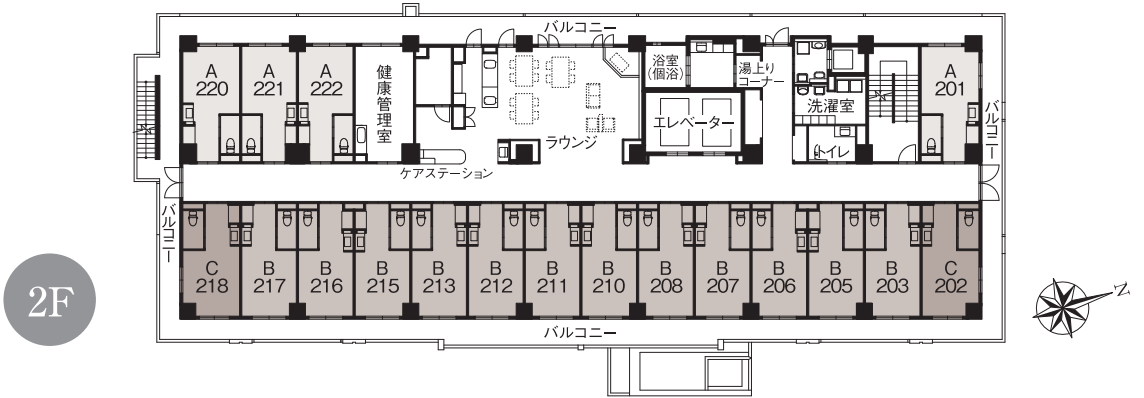 バルコニー
A
220
A
221
A
222
健康管理室
浴室
(個浴)
湯上り
コーナー
洗濯室
A
201
エレベーター
ラウンジ
トイレ
ケアステーション
バルコニー
バルコニー
C
218
B
217
B
216
B
215
B
213
B
212
B
211
B
210
B
208
B
207
B
206
B
205
B
203
C
202
バルコニー
2F
N